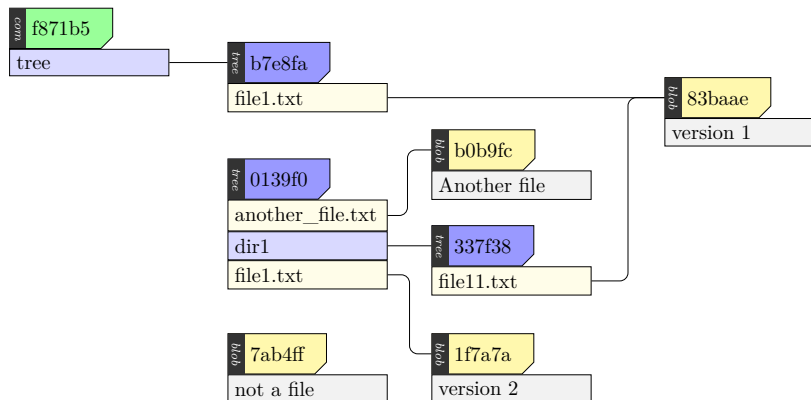 com f871b5
tree
tree b7e8fa
file1.txt
blob 83baae
version 1
blob b0b9fc
Another file
tree 0139f0
another_file.txt
dir1
file1.txt
tree 337f38
file11.txt
blob 7ab4ff
not a file
blob 1f7a7a
version 2